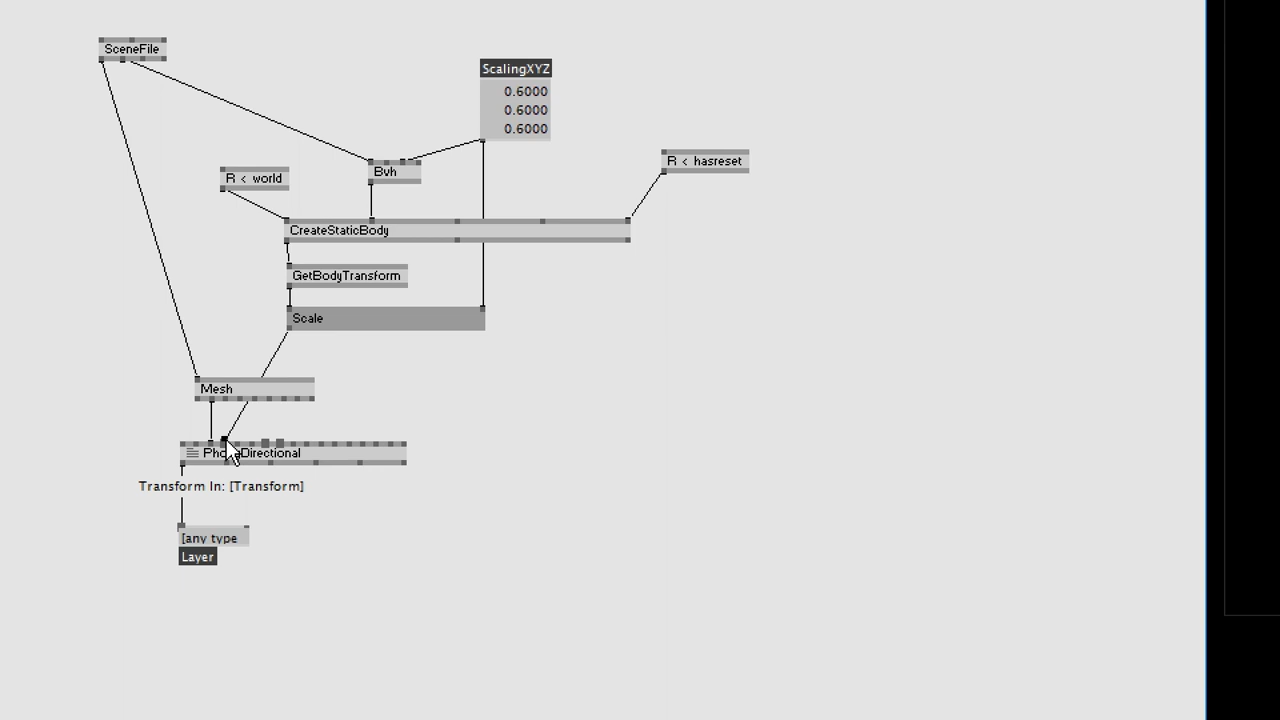 SceneFile
ScalingXYZ
0.6000
0.6000
0.6000
R < hasreset
Bvh
R < world
CreateStaticBody
GetBodyTransform
Scale
Mesh
Directional
Transform In: [Transform]
[any type
Layer